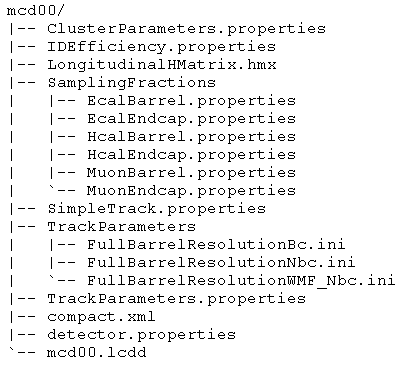 mcd00/
|-- ClusterParameters.properties
|-- IDEfficiency.properties
|-- LongitudinalHMatrix.hmx
|-- SamplingFractions
|   |-- EcalBarrel.properties
|   |-- EcalEndcap.properties
|   |-- HcalBarrel.properties
|   |-- HcalEndcap.properties
|   |-- MuonBarrel.properties
|   `-- MuonEndcap.properties
|-- SimpleTrack.properties
|-- TrackParameters
|   |-- FullBarrelResolutionBc.ini
|   |-- FullBarrelResolutionNbc.ini
|   `-- FullBarrelResolutionWMF_Nbc.ini
|-- TrackParameters.properties
|-- compact.xml
|-- detector.properties
`-- mcd00.lcdd